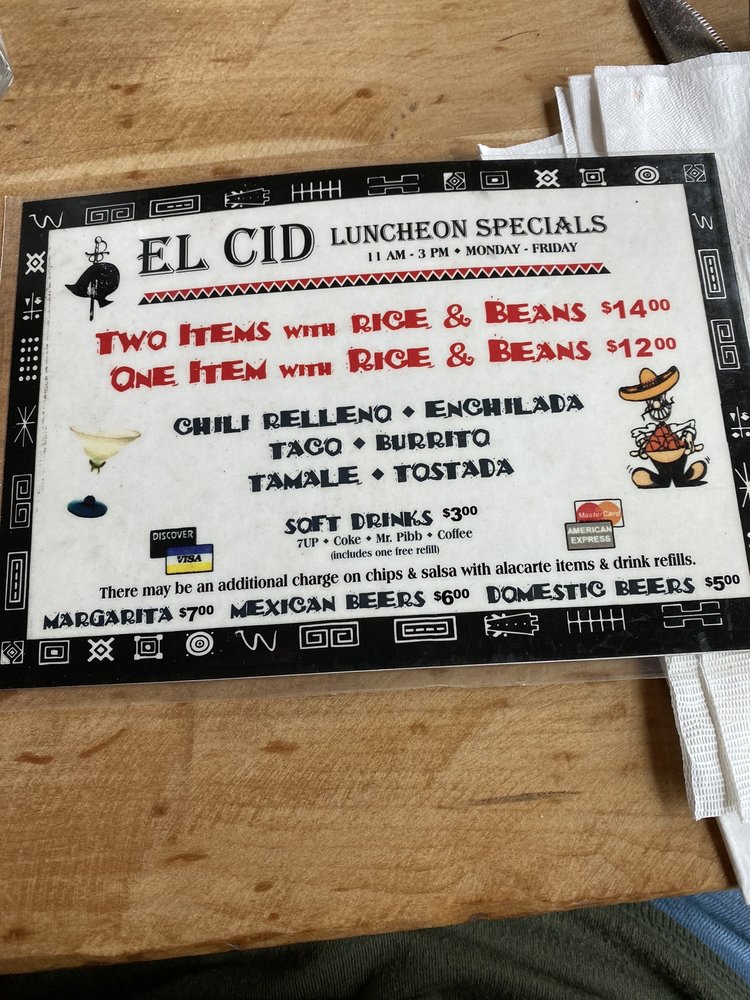 EL CID LUNCHEON SPECIALS
11 AM - 3 PM • MONDAY - FRIDAY
TWO ITEMS WITH RICE & BEANS $14.00
ONE ITEM WITH RICE & BEANS $12.00
CHILI RELLENO • ENCHILADA
TACO • BURRITO
TAMALE • TOSTADA
SOFT DRINKS $3.00
7UP • Coke • Mr. Pibb • Coffee
(includes one free refill)
DISCOVER
VISA
MasterCard
AMERICAN EXPRESS
There may be an additional charge on chips & salsa with alacarte items & drink refills.
MARGARITA $7.00 MEXICAN BEERS $6.00 DOMESTIC BEERS $5.00